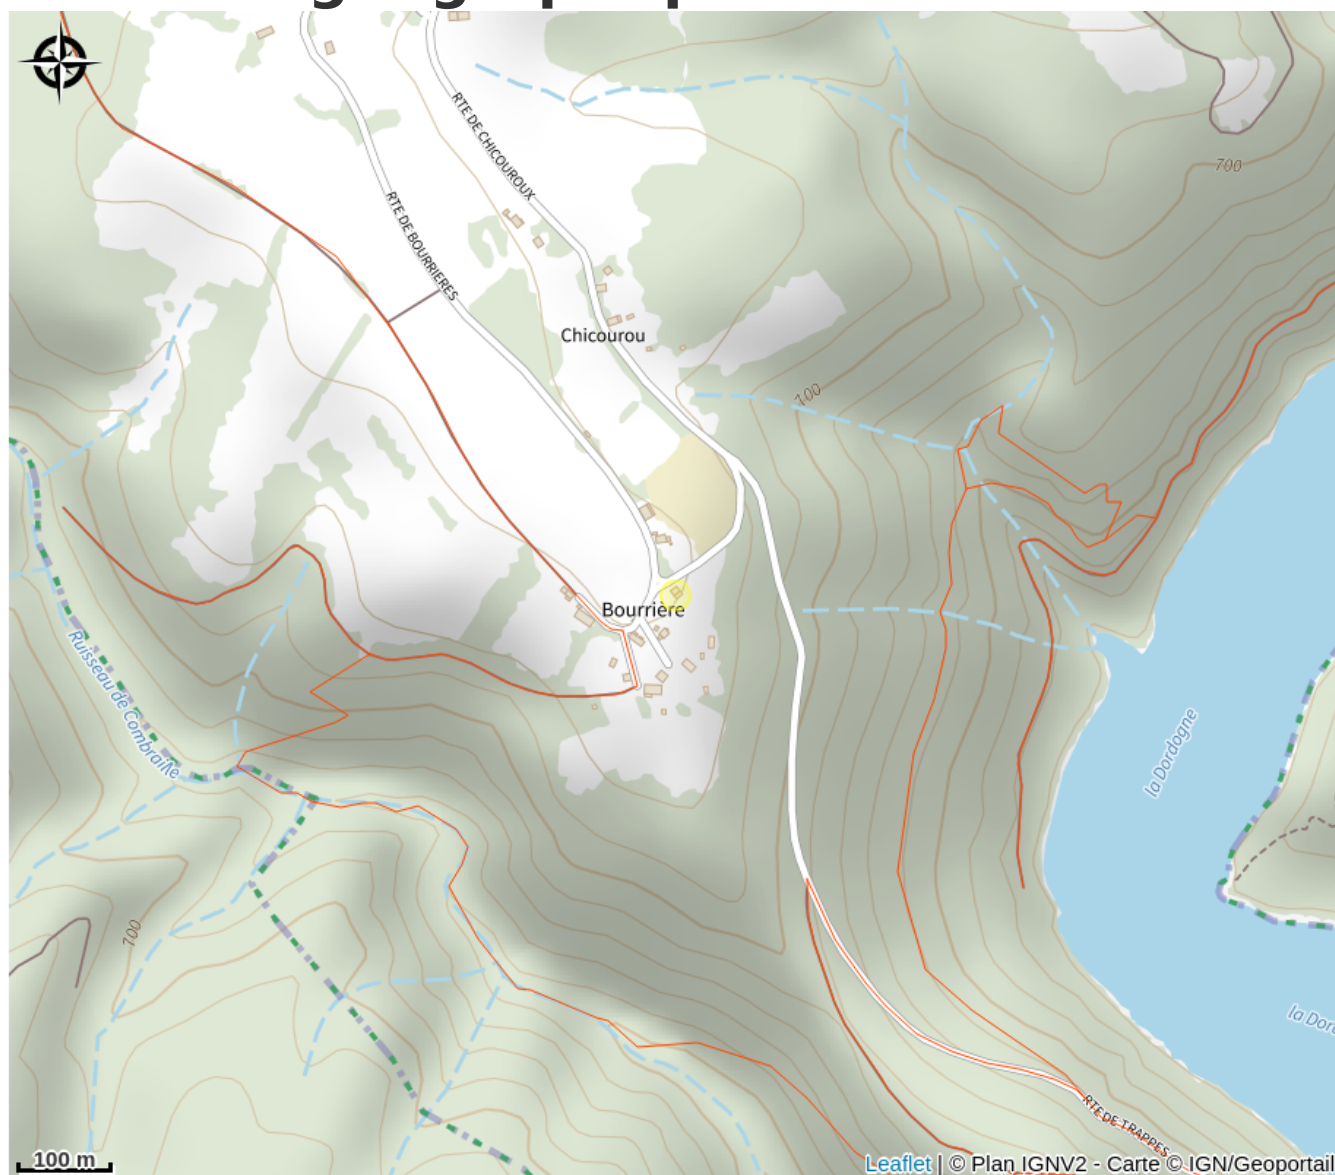 RTE DE CHICOUROUX
700
RTE DE BOURRIERES
Chicourou
700
Bourrière
Ruisseau de Combraille
la Dordogne
700
la Dor
RTE DE TRAPPES
100 m
Leaflet | © Plan IGNV2 - Carte © IGN/Geoportail